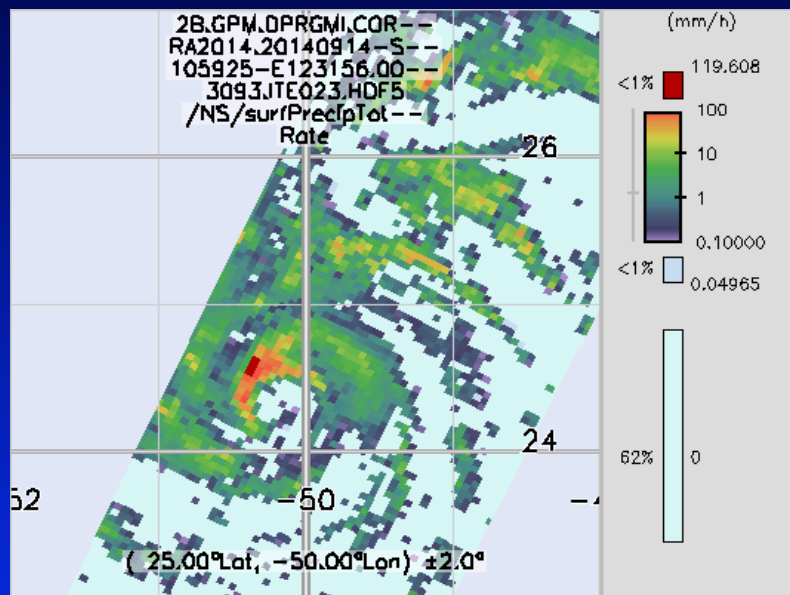 2B.GPM.DPRGMI.COR--
RA2014.20140914-S--
105925-E123156.00--
3093.ITE023.HDF5
/NS/surfPrecipTot--
Rate
26
24
52
-50
-4
( 25.00°Lat, -50.00°Lon) ±2.0°
(mm/h)
<1% 119.608
100
10
1
0.10000
<1% 0.04965
62% 0